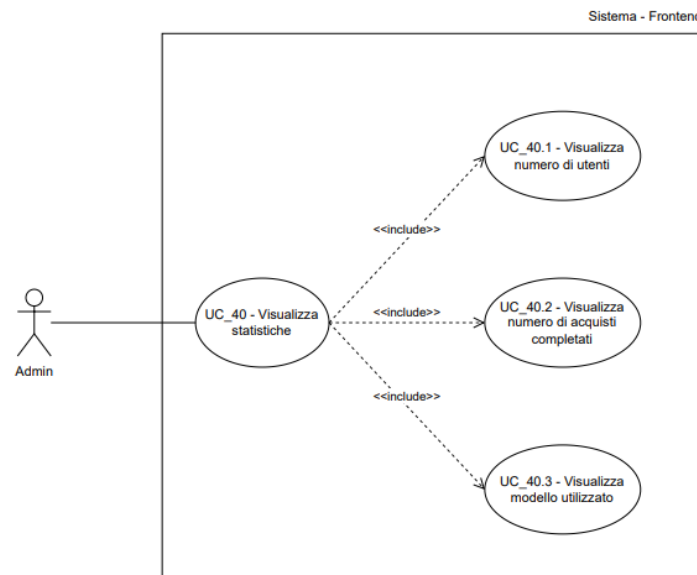 Sistema - Frontend
UC_40.1 - Visualizza
numero di utenti
<<include>>
UC_40 - Visualizza
statistiche
<<include>>
UC_40.2 - Visualizza
numero di acquisti
completati
Admin
<<include>>
UC_40.3 - Visualizza
modello utilizzato